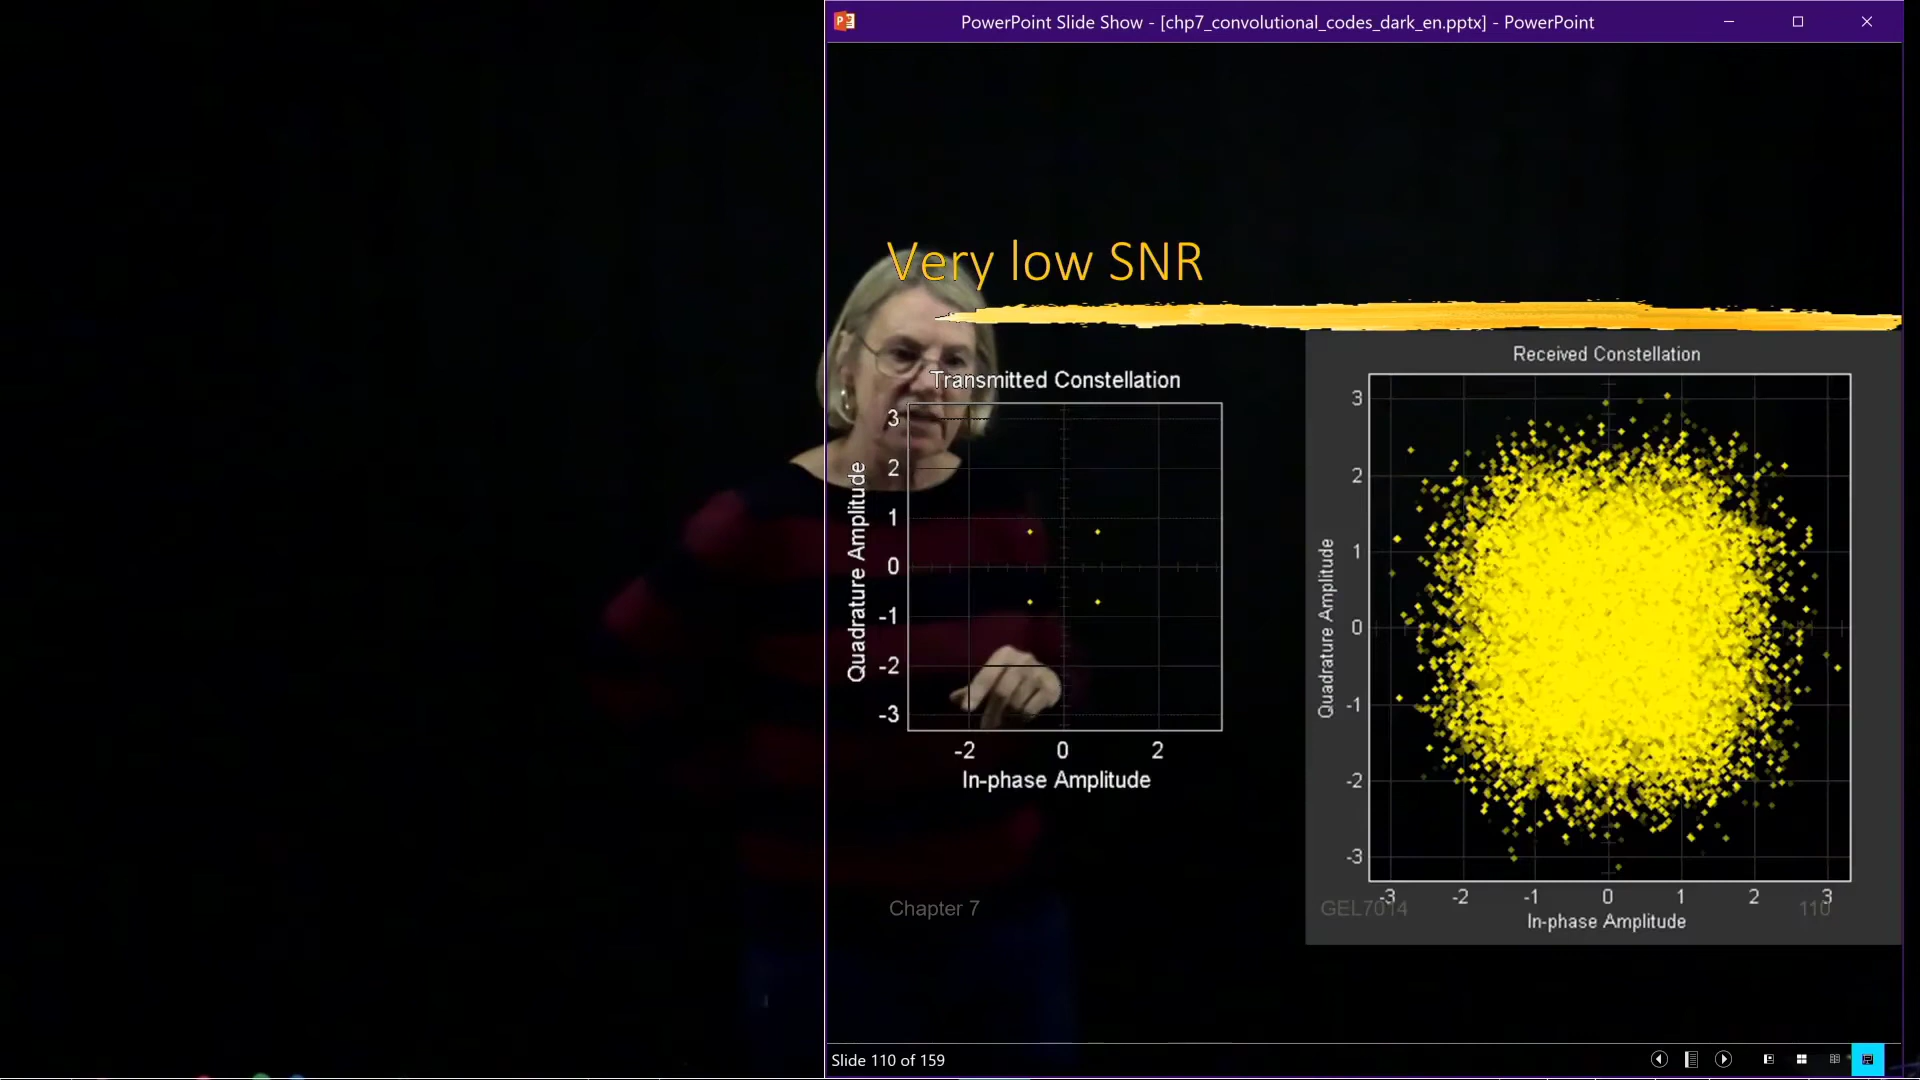 PowerPoint Slide Show - [chp7_convolutional_codes_dark_en.pptx] - PowerPoint
Very low SNR
Transmitted Constellation
3
2
1
0
-1
-2
-3
Quadrature Amplitude
-2 0 2
In-phase Amplitude
Received Constellation
3
2
1
0
-1
-2
-3
Quadrature Amplitude
-3 -2 -1 0 1 2 3
In-phase Amplitude
Chapter 7
GEL7014
110
Slide 110 of 159